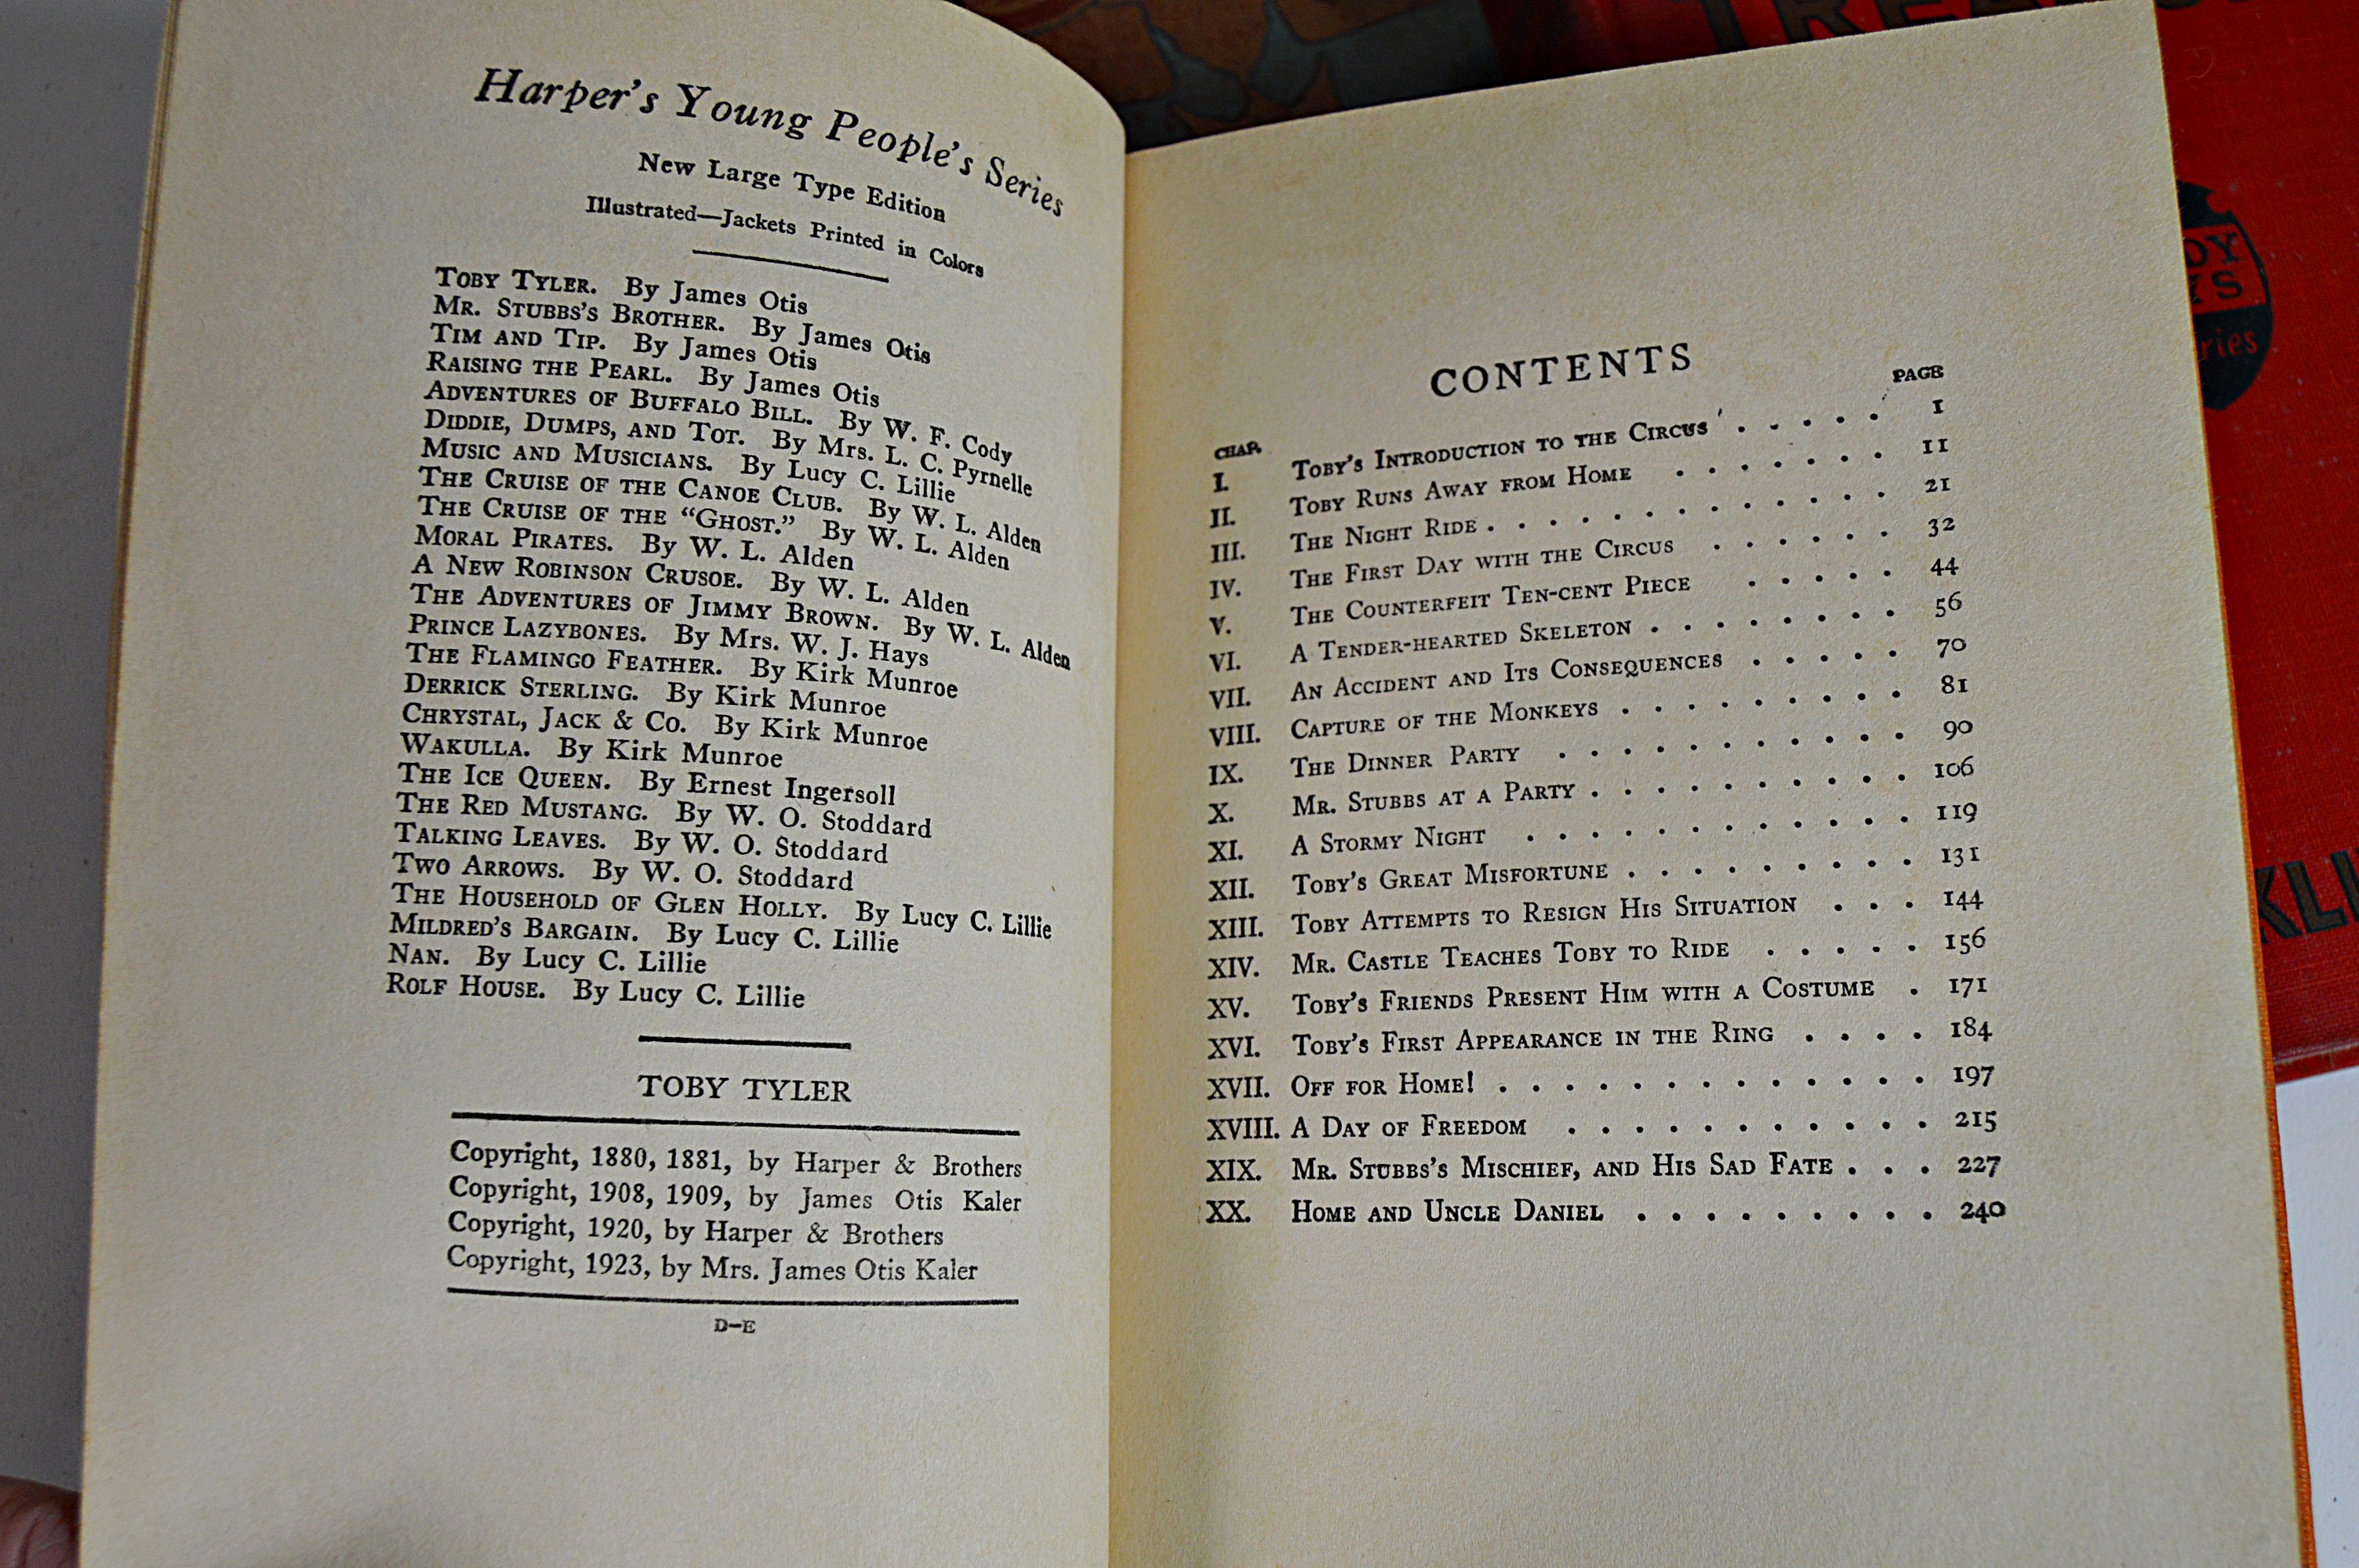 Harper's Young People's Series
New Large Type Edition
Illustrated—Jackets Printed in Colors
TOBY TYLER. By James Otis
MR. STUBBS'S BROTHER. By James Otis
TIM AND TIP. By James Otis
RAISING THE PEARL. By James Otis
ADVENTURES OF BUFFALO BILL. By W. F. Cody
DIDDIE, DUMPS, AND TOT. By Mrs. L. C. Pyrnelle
MUSIC AND MUSICIANS. By Lucy C. Lillie
THE CRUISE OF THE CANOE CLUB. By W. L. Alden
THE CRUISE OF THE "GHOST." By W. L. Alden
MORAL PIRATES. By W. L. Alden
A NEW ROBINSON CRUSOE. By W. L. Alden
THE ADVENTURES OF JIMMY BROWN. By W. L. Alden
PRINCE LAZYBONES. By Mrs. W. J. Hays
THE FLAMINGO FEATHER. By Kirk Munroe
DERRICK STERLING. By Kirk Munroe
CHRYSTAL, JACK & CO. By Kirk Munroe
WAKULLA. By Kirk Munroe
THE ICE QUEEN. By Ernest Ingersoll
THE RED MUSTANG. By W. O. Stoddard
TALKING LEAVES. By W. O. Stoddard
TWO ARROWS. By W. O. Stoddard
THE HOUSEHOLD OF GLEN HOLLY. By Lucy C. Lillie
MILDRED'S BARGAIN. By Lucy C. Lillie
NAN. By Lucy C. Lillie
ROLF HOUSE. By Lucy C. Lillie
TOBY TYLER
Copyright, 1880, 1881, by Harper & Brothers
Copyright, 1908, 1909, by James Otis Kaler
Copyright, 1920, by Harper & Brothers
Copyright, 1923, by Mrs. James Otis Kaler
D-E
CONTENTS
CHAP. PAGE
I. TOBY'S INTRODUCTION TO THE CIRCUS . . . . . 1
II. TOBY RUNS AWAY FROM HOME . . . . . . . 11
III. THE NIGHT RIDE . . . . . . . . . . . . 21
IV. THE FIRST DAY WITH THE CIRCUS . . . . . . 32
V. THE COUNTERFEIT TEN-CENT PIECE . . . . . 44
VI. A TENDER-HEARTED SKELETON . . . . . . . . 56
VII. AN ACCIDENT AND ITS CONSEQUENCES . . . . . 70
VIII. CAPTURE OF THE MONKEYS . . . . . . . . . 81
IX. THE DINNER PARTY . . . . . . . . . . . 90
X. MR. STUBBS AT A PARTY . . . . . . . . . . 106
XI. A STORMY NIGHT . . . . . . . . . . . . 119
XII. TOBY'S GREAT MISFORTUNE . . . . . . . . . 131
XIII. TOBY ATTEMPTS TO RESIGN HIS SITUATION . . . 144
XIV. MR. CASTLE TEACHES TOBY TO RIDE . . . . . 156
XV. TOBY'S FRIENDS PRESENT HIM WITH A COSTUME . 171
XVI. TOBY'S FIRST APPEARANCE IN THE RING . . . . 184
XVII. OFF FOR HOME! . . . . . . . . . . . . . 197
XVIII. A DAY OF FREEDOM . . . . . . . . . . . 215
XIX. MR. STUBBS'S MISCHIEF, AND HIS SAD FATE . . . 227
XX. HOME AND UNCLE DANIEL . . . . . . . . . 240